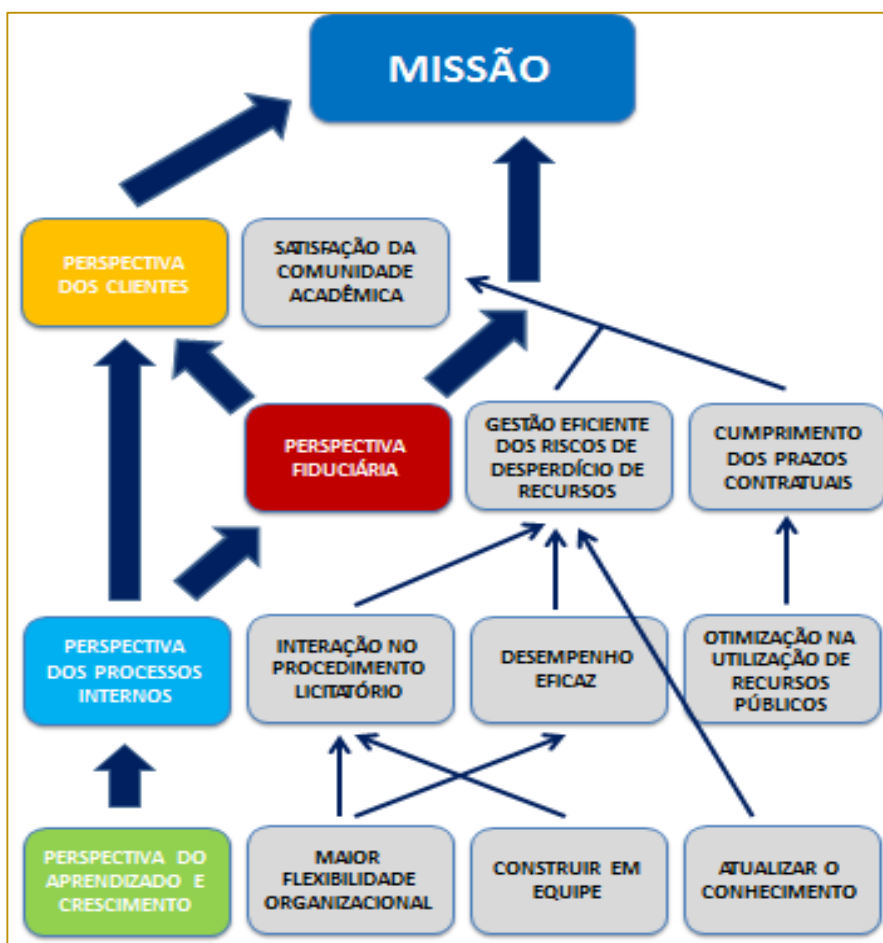 MISSÃO
PERSPECTIVA
DOS CLIENTES
SATISFAÇÃO DA
COMUNIDADE
ACADÊMICA
PERSPECTIVA
FIDUCIÁRIA
GESTÃO EFICIENTE
DOS RISCOS DE
DESPERDÍCIO DE
RECURSOS
CUMPRIMENTO
DOS PRAZOS
CONTRATUAIS
PERSPECTIVA
DOS PROCESSOS
INTERNOS
INTERAÇÃO NO
PROCEDIMENTO
LICITATÓRIO
DESEMPENHO
EFICAZ
OTIMIZAÇÃO NA
UTILIZAÇÃO DE
RECURSOS
PÚBLICOS
PERSPECTIVA DO
APRENDIZADO E
CRESCIMENTO
MAIOR
FLEXIBILIDADE
ORGANIZACIONAL
CONSTRUIR EM
EQUIPE
ATUALIZAR O
CONHECIMENTO